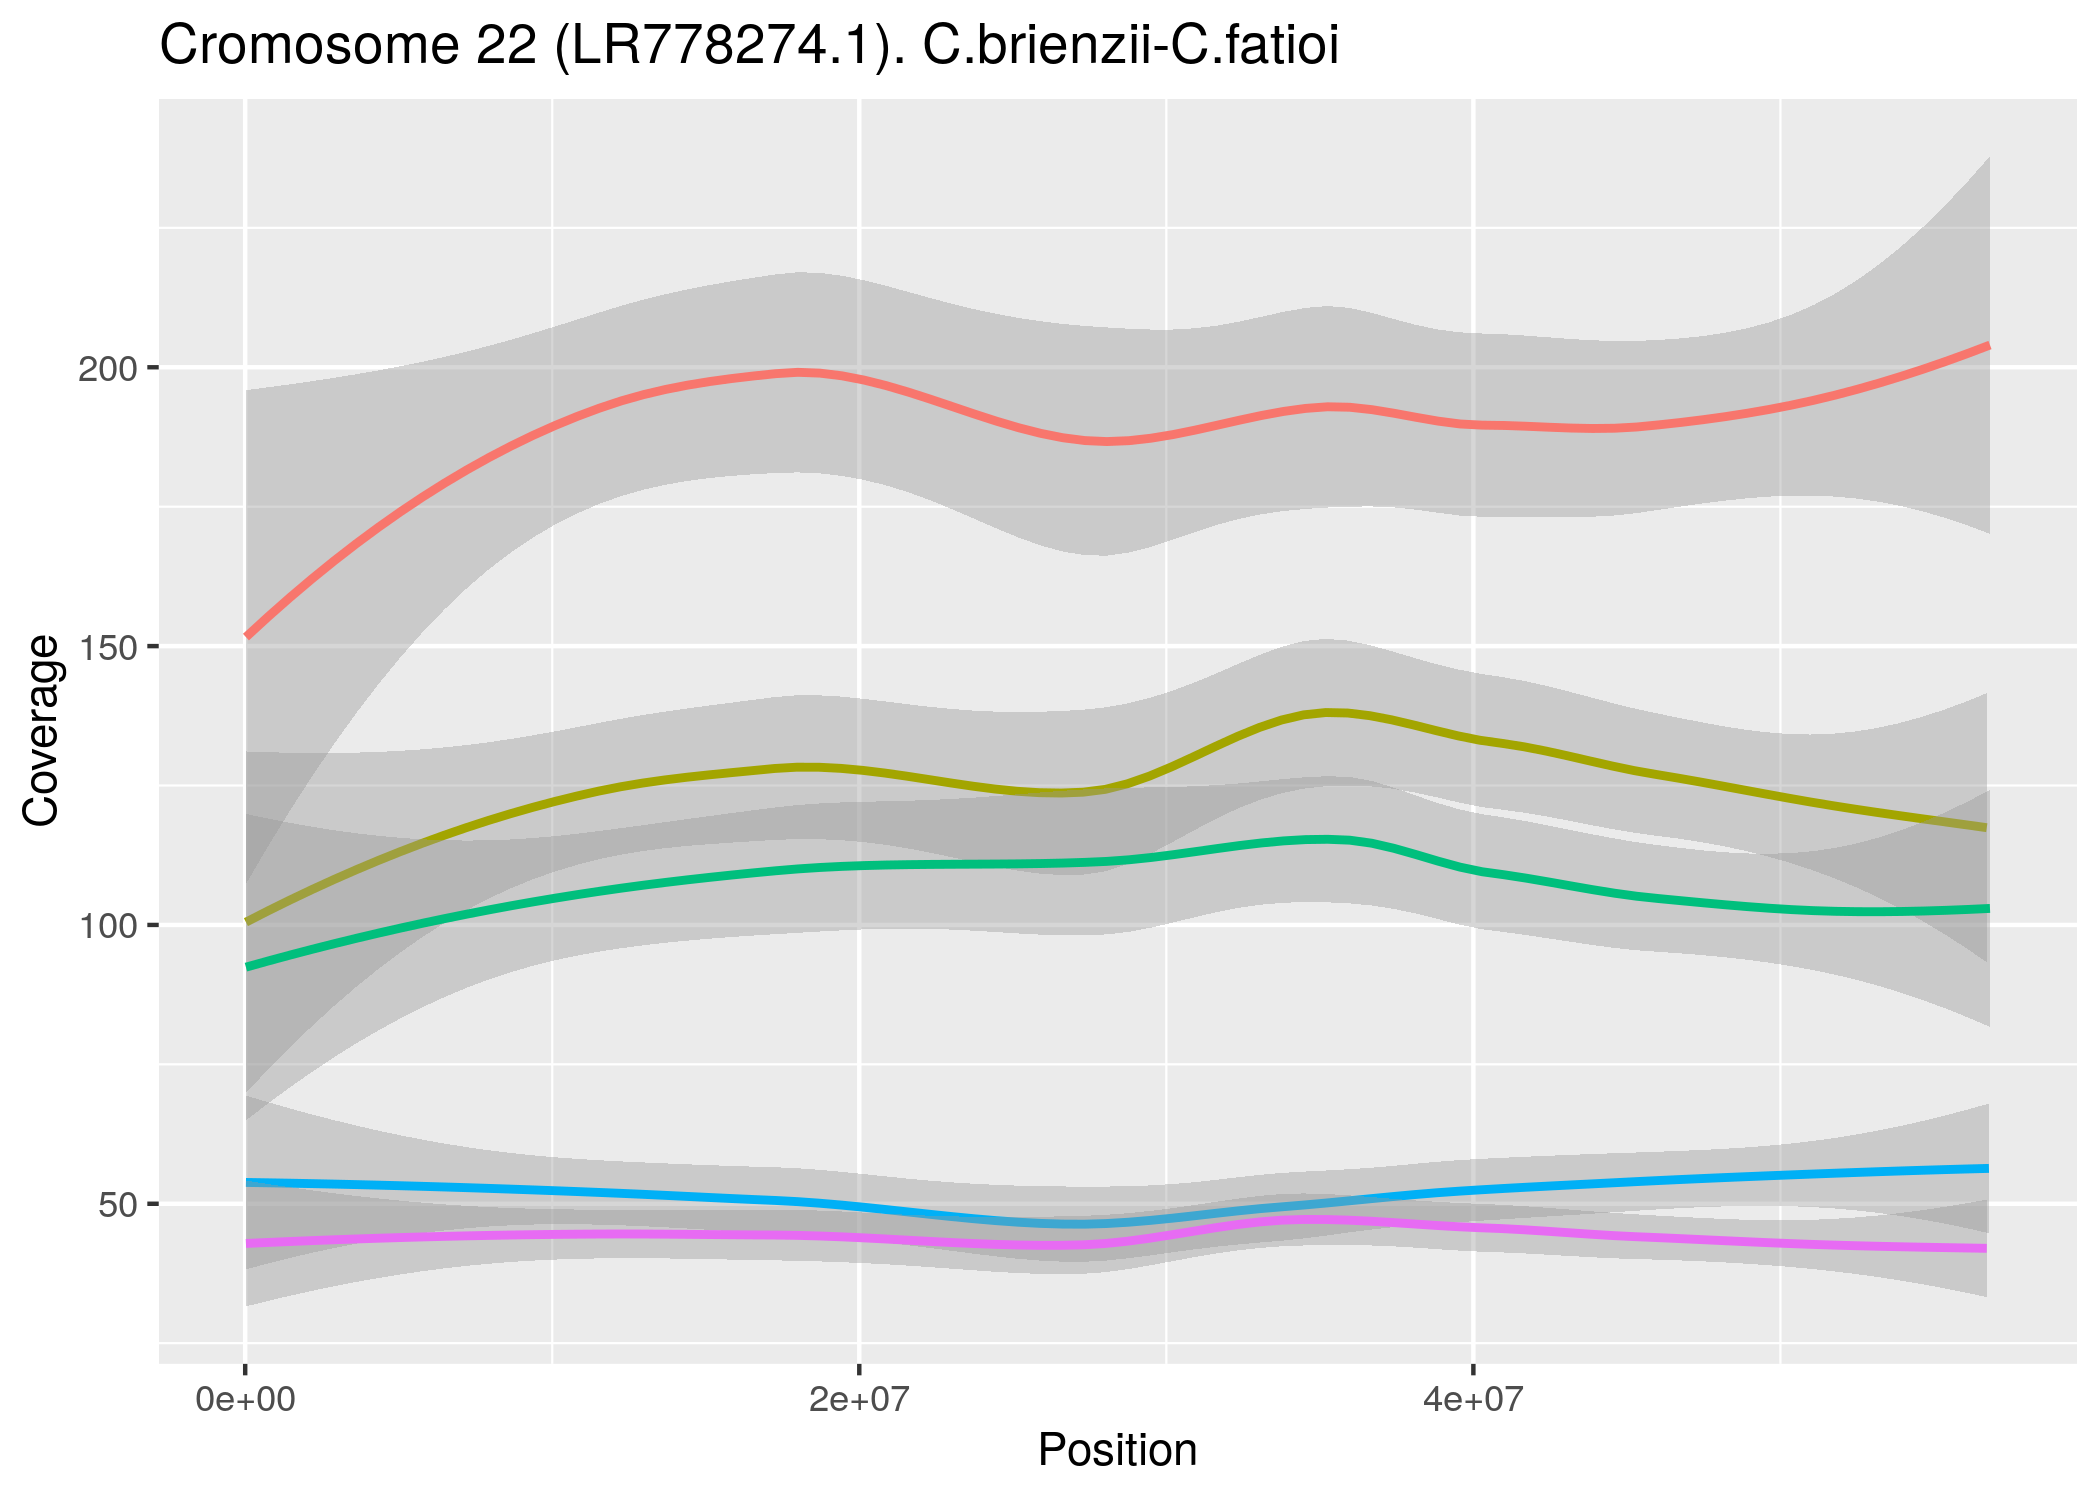 Cromosome 22 (LR778274.1). C.brienzii-C.fatioi
Coverage
200
150
100
50
0e+00 2e+07 4e+07
Position